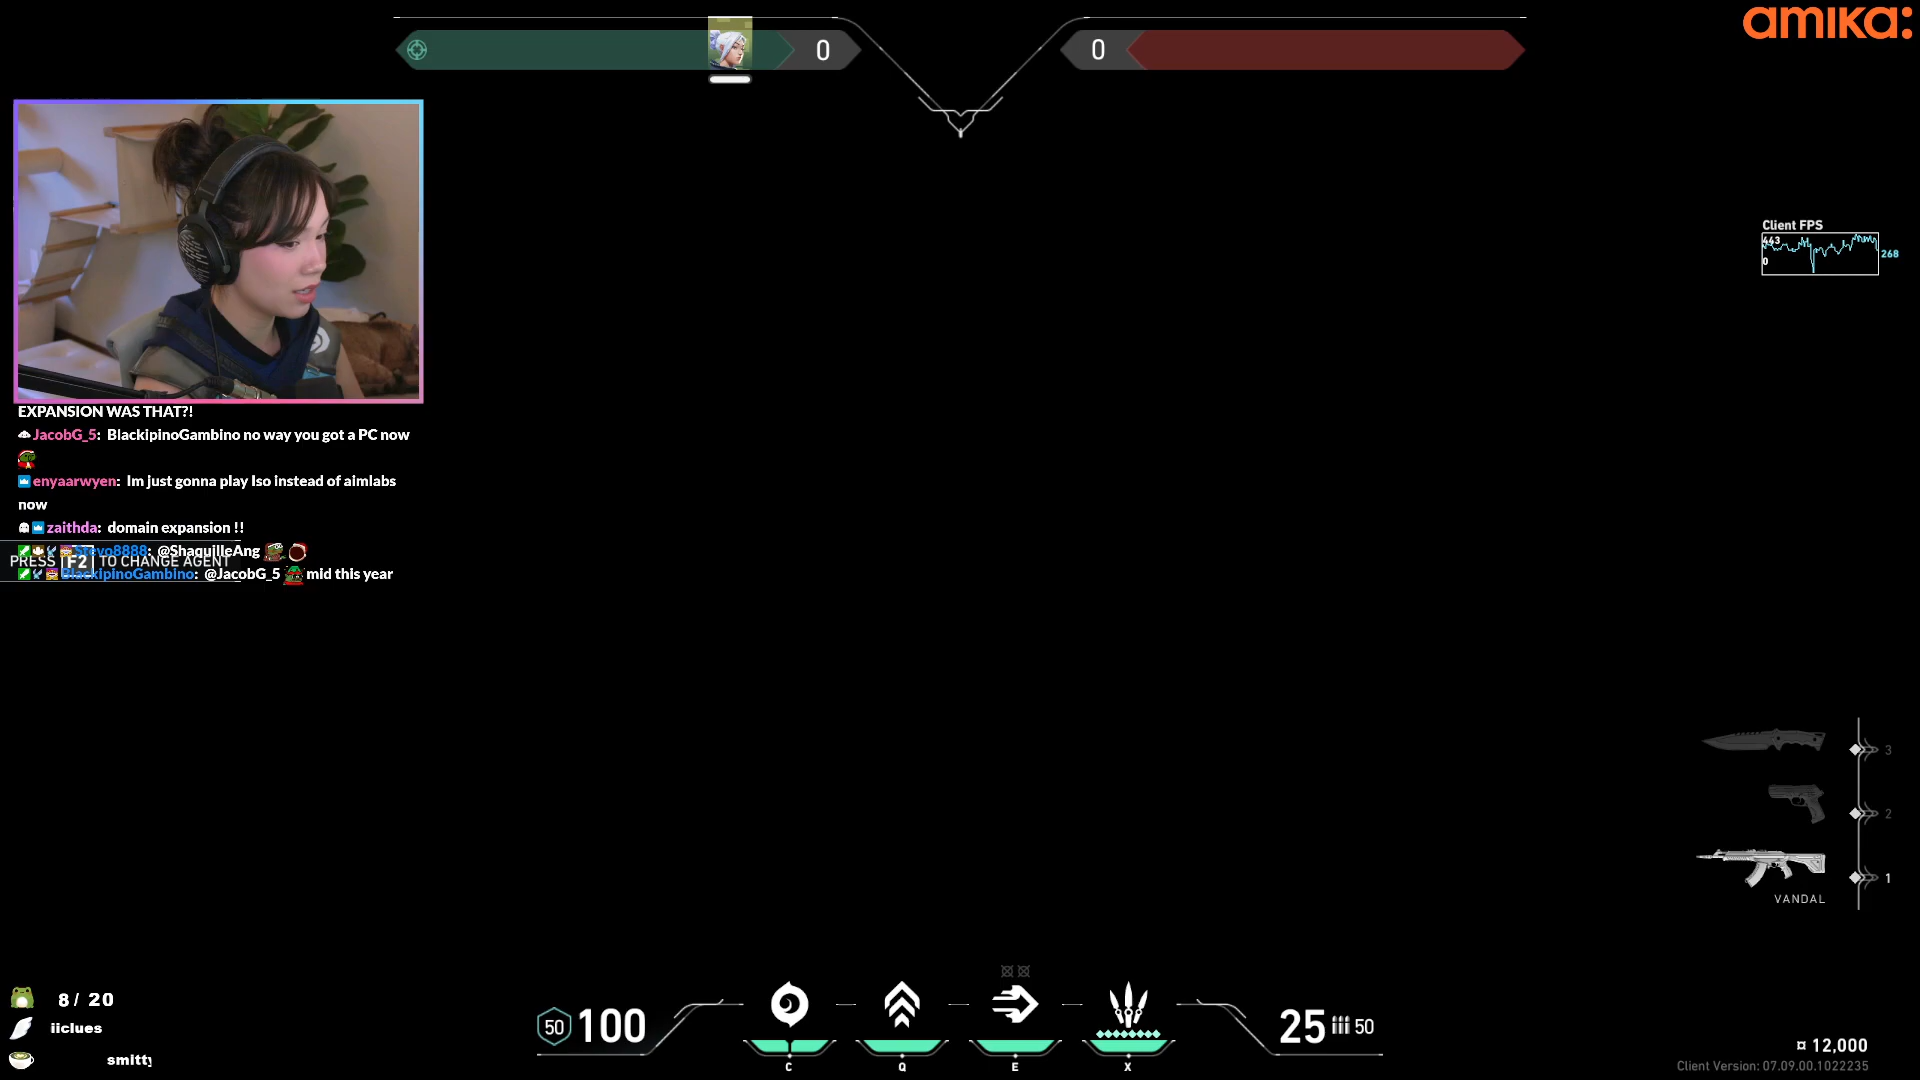 amika:
0
0
Client FPS
443
0
268
EXPANSION WAS THAT?!
JacobG_5: BlackipinoGambino no way you got a PC now
enyaarwyen: Im just gonna play Iso instead of aimlabs
now
zaithda: domain expansion !!
Stevo8888: @ShaquilleAng
PRESS F2 TO CHANGE AGENT
BlackipinoGambino: @JacobG_5 mid this year
3
2
1
VANDAL
8 / 20
iiclues
smitty
50 100
C Q E X
25 50
¤ 12,000
Client Version: 07.09.00.1022235